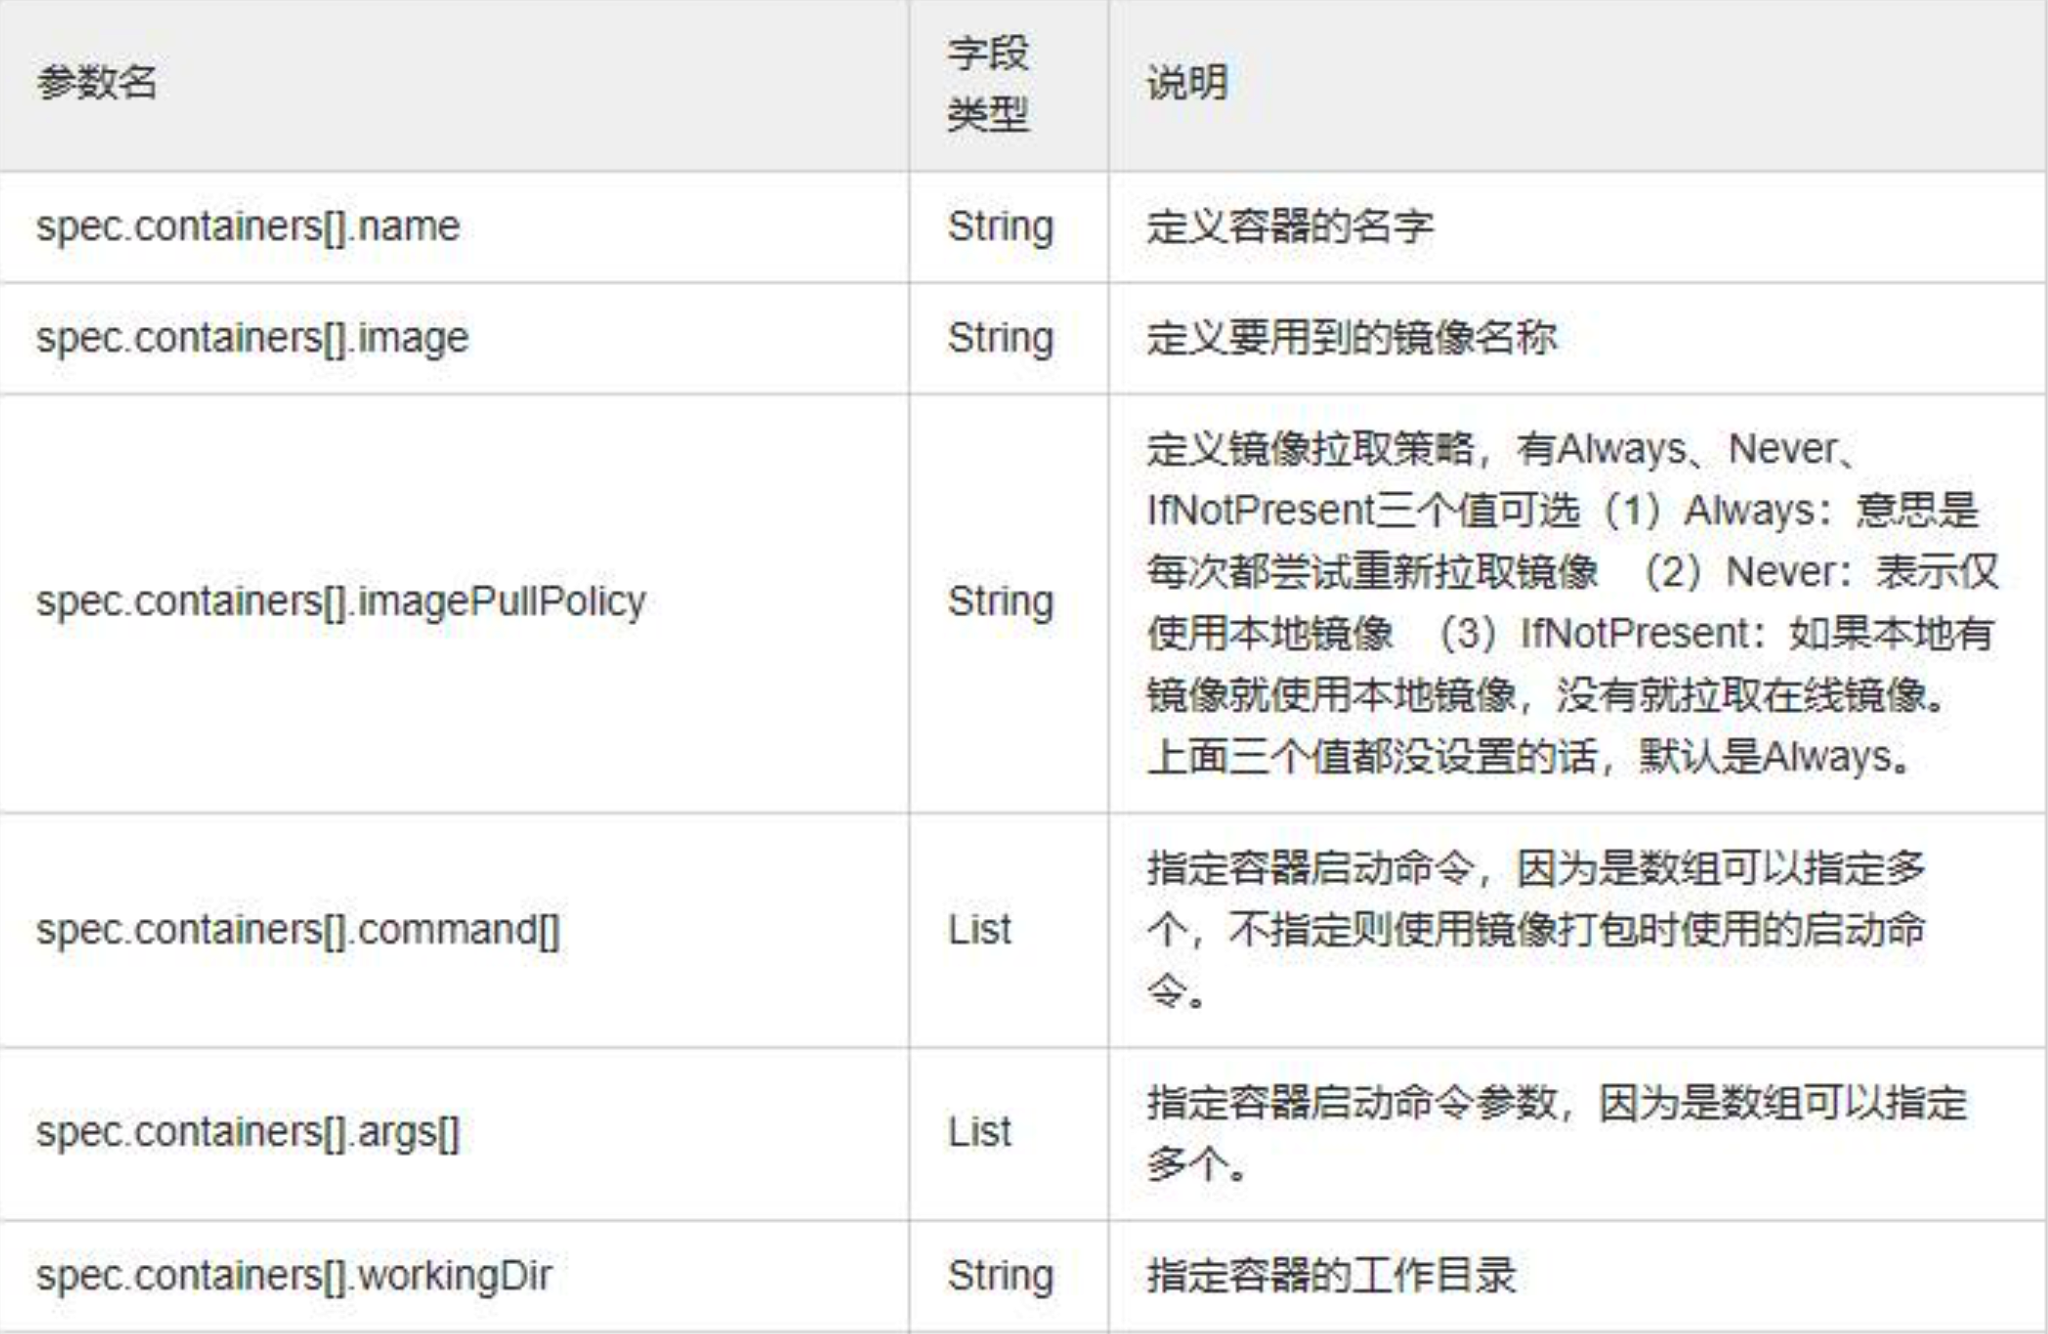 参数名
字段
类型
说明
spec.containers[].name
String
定义容器的名字
spec.containers[].image
String
定义要用到的镜像名称
spec.containers[].imagePullPolicy
String
定义镜像拉取策略，有Always、Never、
IfNotPresent三个值可选（1）Always：意思是
每次都尝试重新拉取镜像 （2）Never：表示仅
使用本地镜像 （3）IfNotPresent：如果本地有
镜像就使用本地镜像，没有就拉取在线镜像。
上面三个值都没设置的话，默认是Always。
spec.containers[].command[]
List
指定容器启动命令，因为是数组可以指定多
个，不指定则使用镜像打包时使用的启动命
令。
spec.containers[].args[]
List
指定容器启动命令参数，因为是数组可以指定
多个。
spec.containers[].workingDir
String
指定容器的工作目录